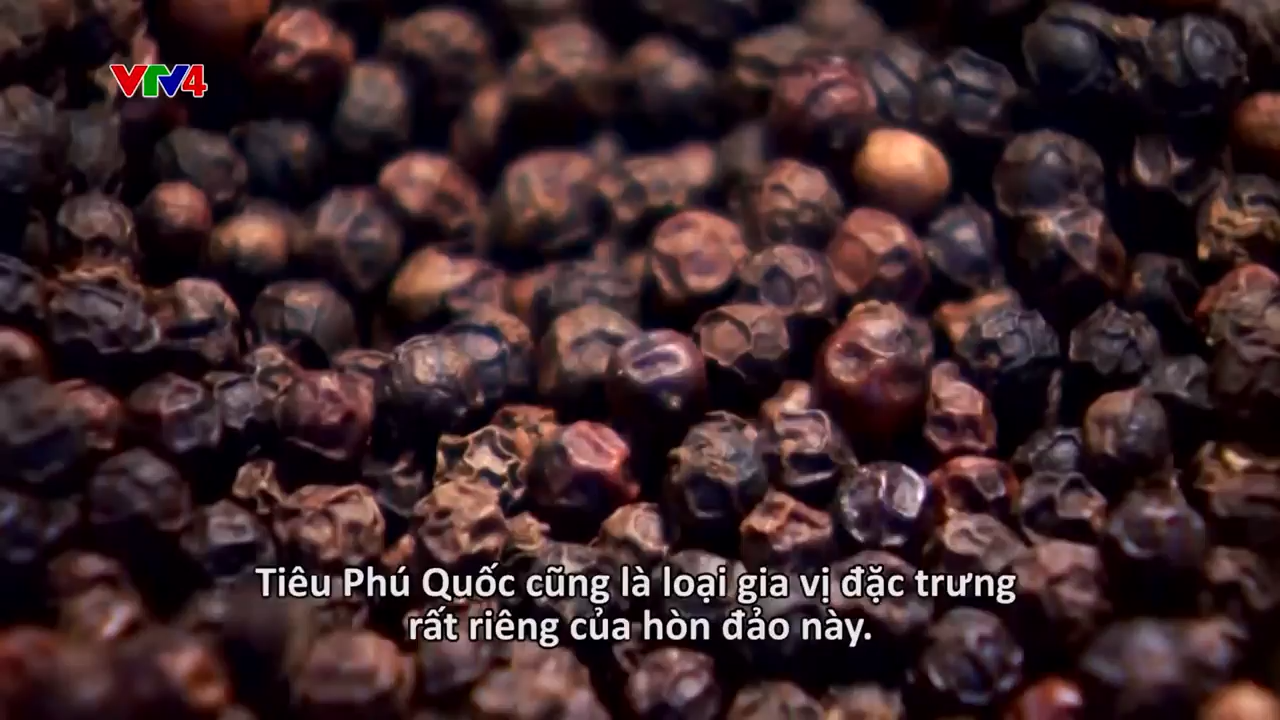 VTV4
Tiêu Phú Quốc cũng là loại gia vị đặc trưng
rất riêng của hòn đảo này.